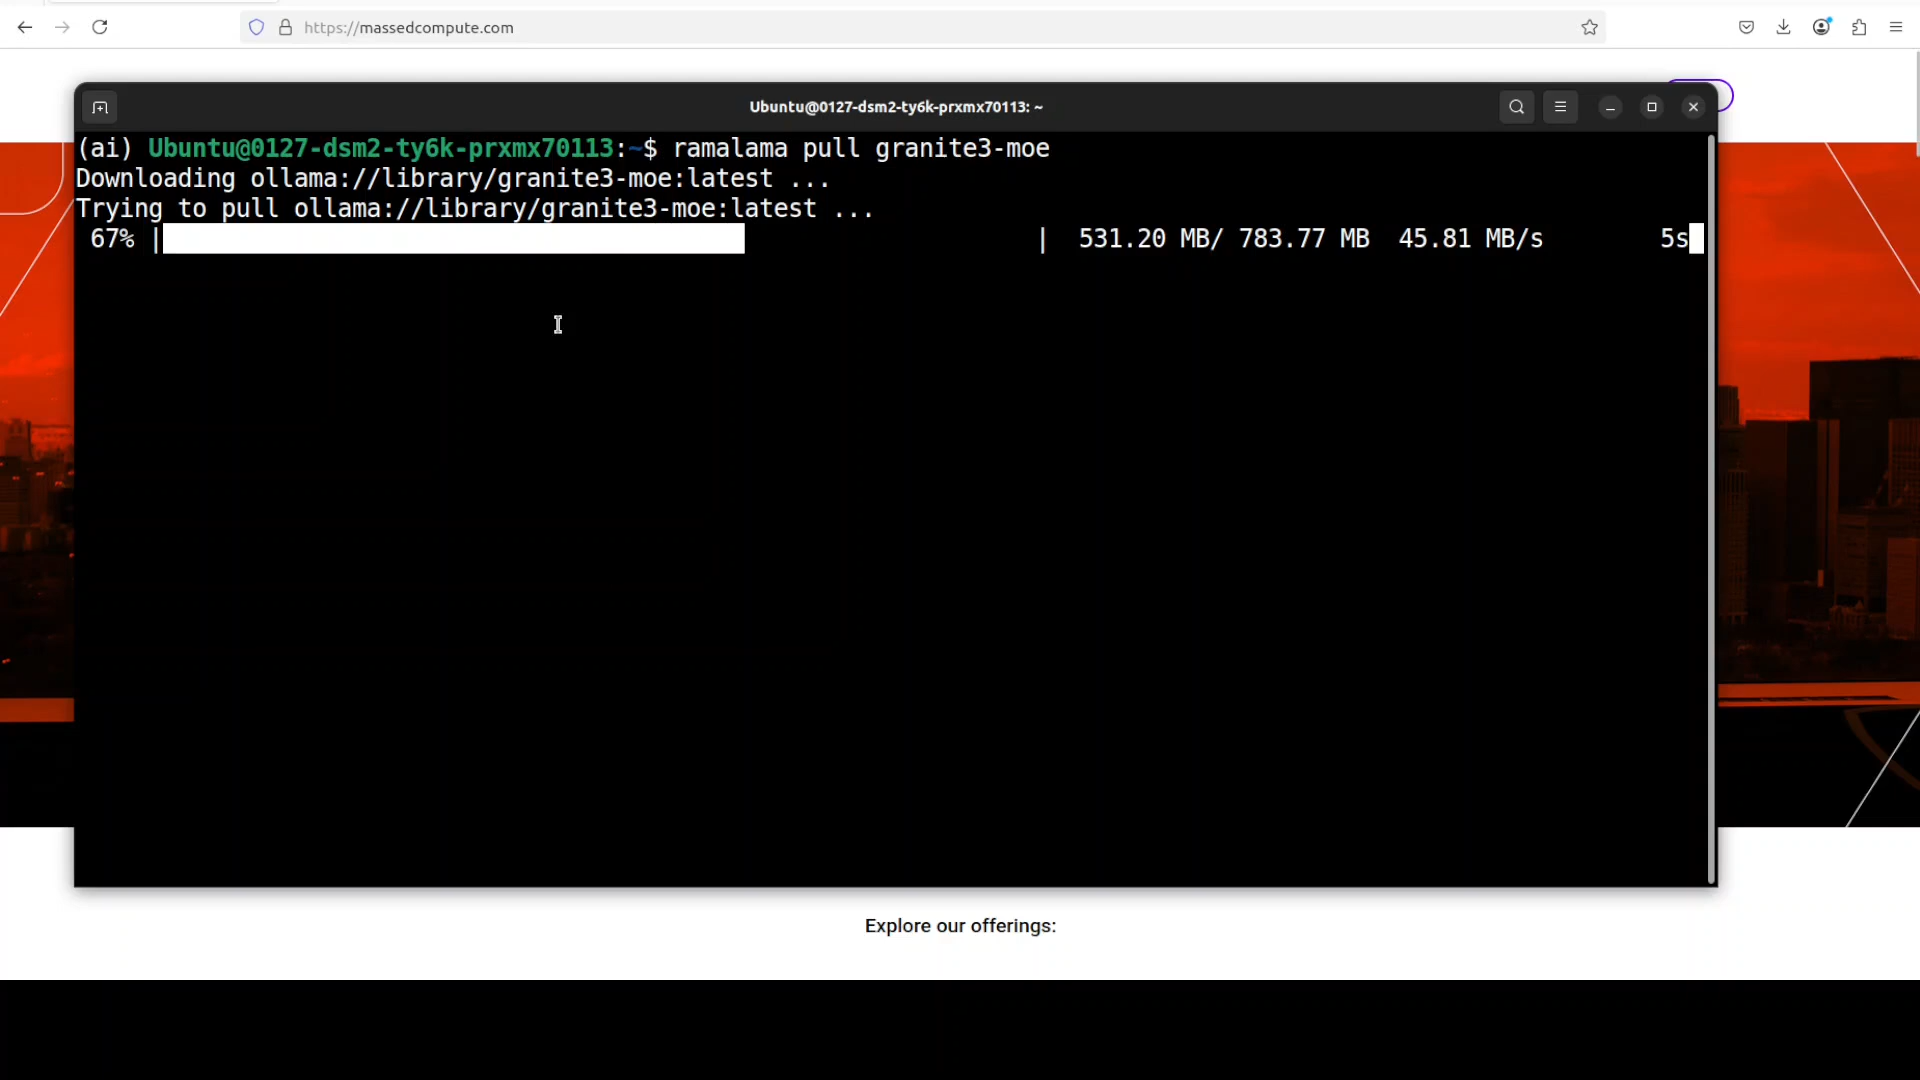 https://massedcompute.com
Ubuntu@0127-dsm2-ty6k-prxmx70113: ~
(ai) Ubuntu@0127-dsm2-ty6k-prxmx70113:~$ ramalama pull granite3-moe
Downloading ollama://library/granite3-moe:latest ...
Trying to pull ollama://library/granite3-moe:latest ...
67% | | 531.20 MB/ 783.77 MB 45.81 MB/s 5s
Explore our offerings: